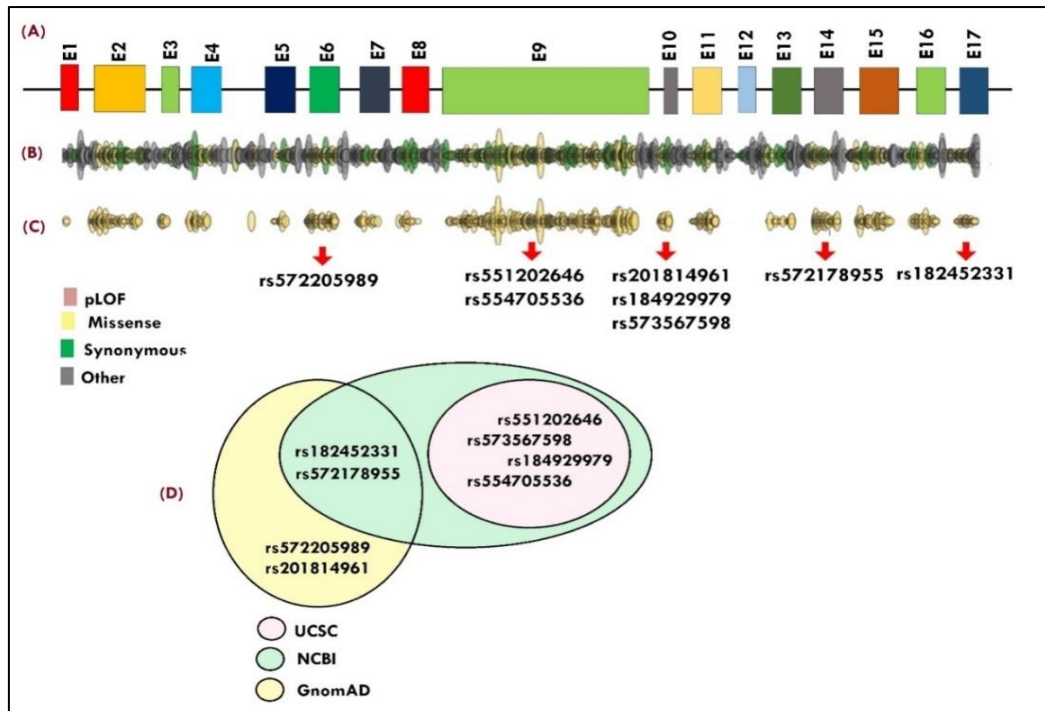 (A)
E1
E2
E3
E4
E5
E6
E7
E8
E9
E10
E11
E12
E13
E14
E15
E16
E17
(B)
(C)
rs572205989
rs551202646
rs554705536
rs201814961
rs184929979
rs573567598
rs572178955
rs182452331
pLOF
Missense
Synonymous
Other
(D)
rs182452331
rs572178955
rs551202646
rs573567598
rs184929979
rs554705536
rs572205989
rs201814961
UCSC
NCBI
GnomAD